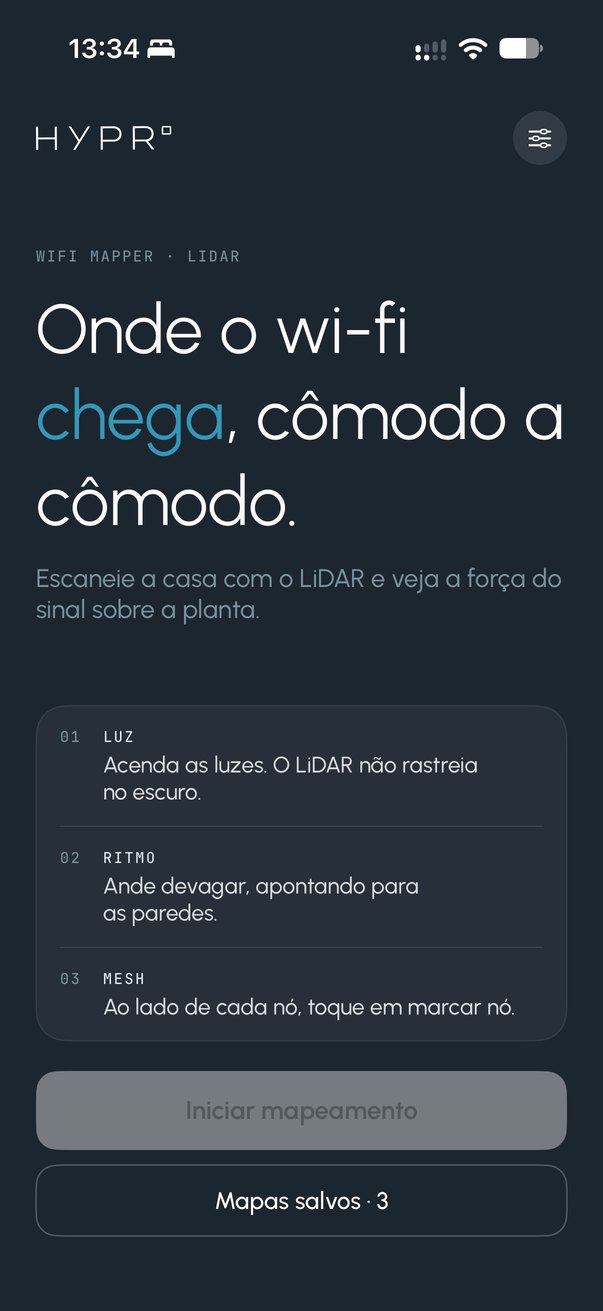 13:34
HYPR
WIFI MAPPER · LIDAR
Onde o wi-fi
chega, cômodo a
cômodo.
Escaneie a casa com o LiDAR e veja a força do
sinal sobre a planta.
01 LUZ
Acenda as luzes. O LiDAR não rastreia
no escuro.
02 RITMO
Ande devagar, apontando para
as paredes.
03 MESH
Ao lado de cada nó, toque em marcar nó.
Iniciar mapeamento
Mapas salvos · 3